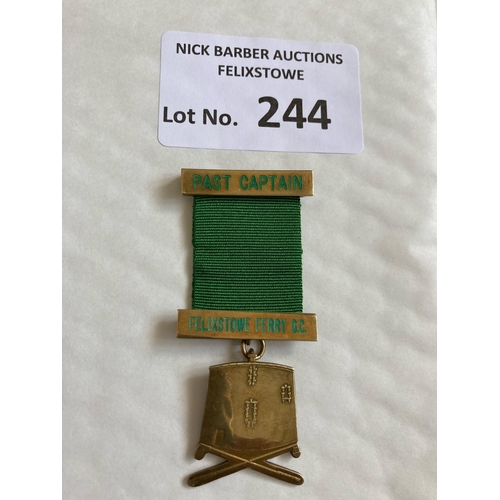 NICK BARBER AUCTIONS
FELIXSTOWE
Lot No. 244
PAST CAPTAIN
FELIXSTOWE FERRY G.C.